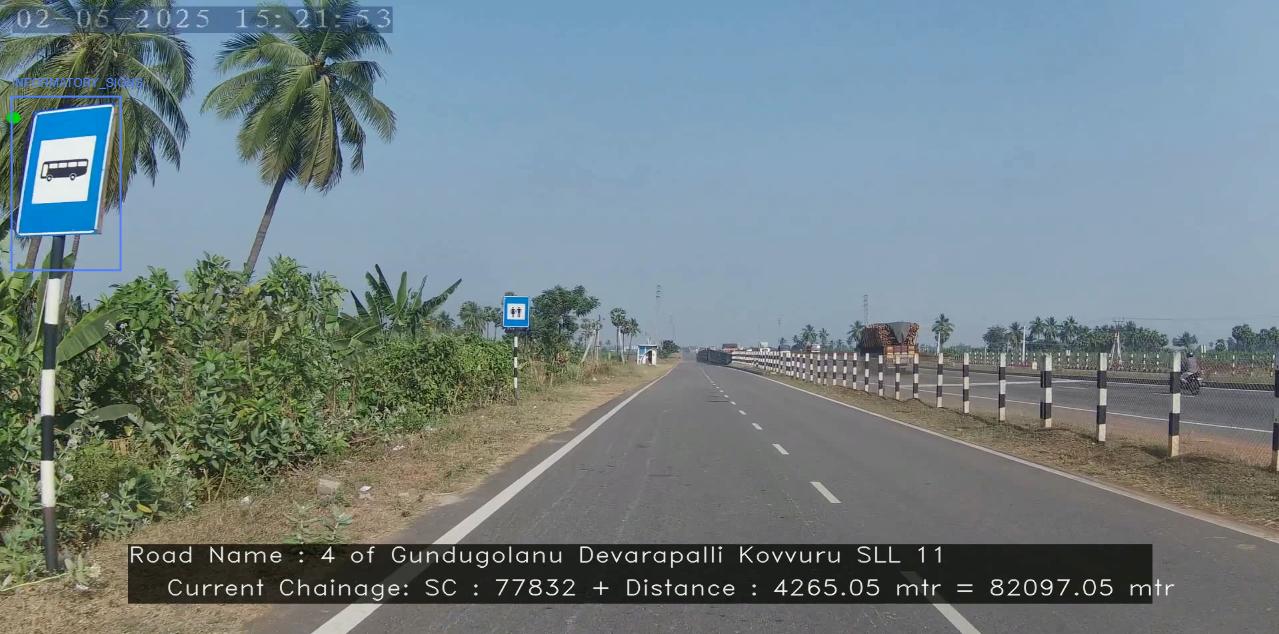 02-05-2025 15:21:53
INFORMATORY_SIGNS
Road Name : 4 of Gundugolanu Devarapalli Kovvuru SLL 11
Current Chainage: SC : 77832 + Distance : 4265.05 mtr = 82097.05 mtr